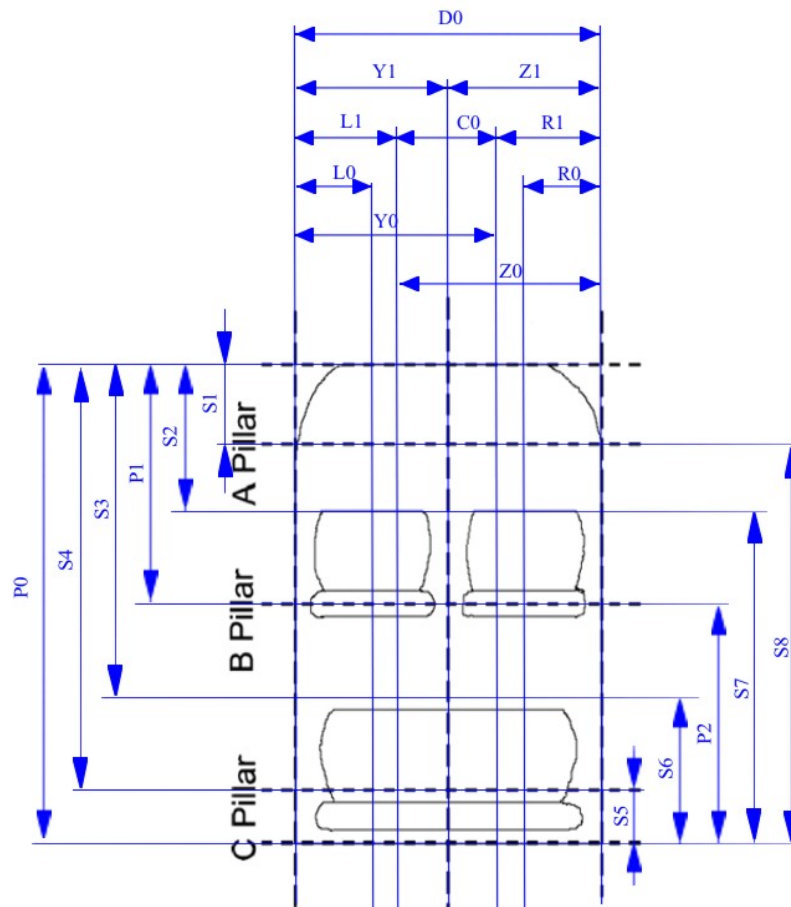 D0
Y1
Z1
L1
C0
R1
L0
R0
Y0
Z0
S1
S2
P1
S3
S4
P0
A Pillar
B Pillar
C Pillar
S8
S7
P2
S6
S5